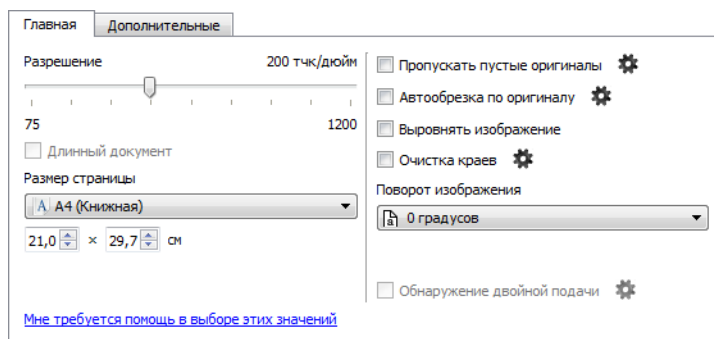 Главная
Дополнительные
Разрешение
200 тчк/дюйм
75
1200
Длинный документ
Размер страницы
A4 (Книжная)
21,0 × 29,7 см
Мне требуется помощь в выборе этих значений
Пропускать пустые оригиналы
Автообрезка по оригиналу
Выровнять изображение
Очистка краев
Поворот изображения
0 градусов
Обнаружение двойной подачи